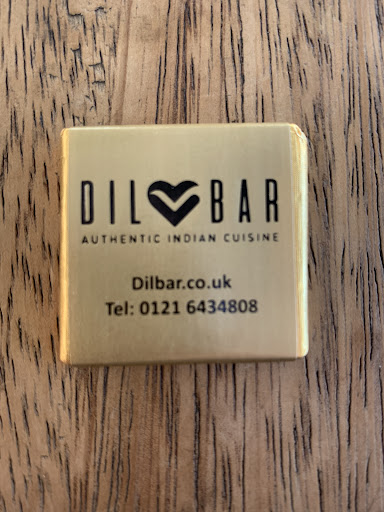 DIL BAR
AUTHENTIC INDIAN CUISINE
Dilbar.co.uk
Tel: 0121 6434808